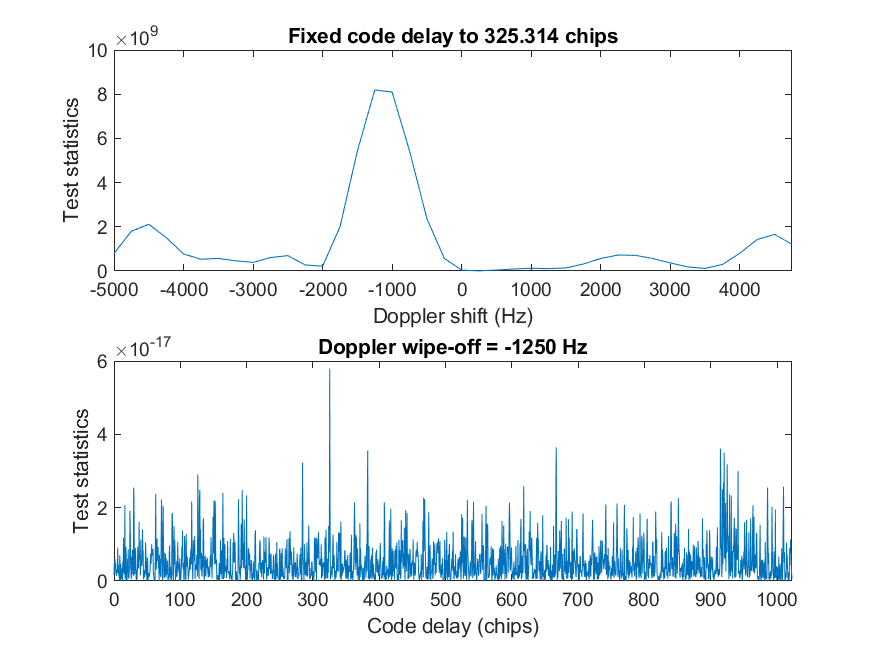 Fixed code delay to 325.314 chips
×10^9
10
8
6
4
2
0
Test statistics
-5000 -4000 -3000 -2000 -1000 0 1000 2000 3000 4000
Doppler shift (Hz)
Doppler wipe-off = -1250 Hz
×10^-17
6
4
2
0
Test statistics
0 100 200 300 400 500 600 700 800 900 1000
Code delay (chips)